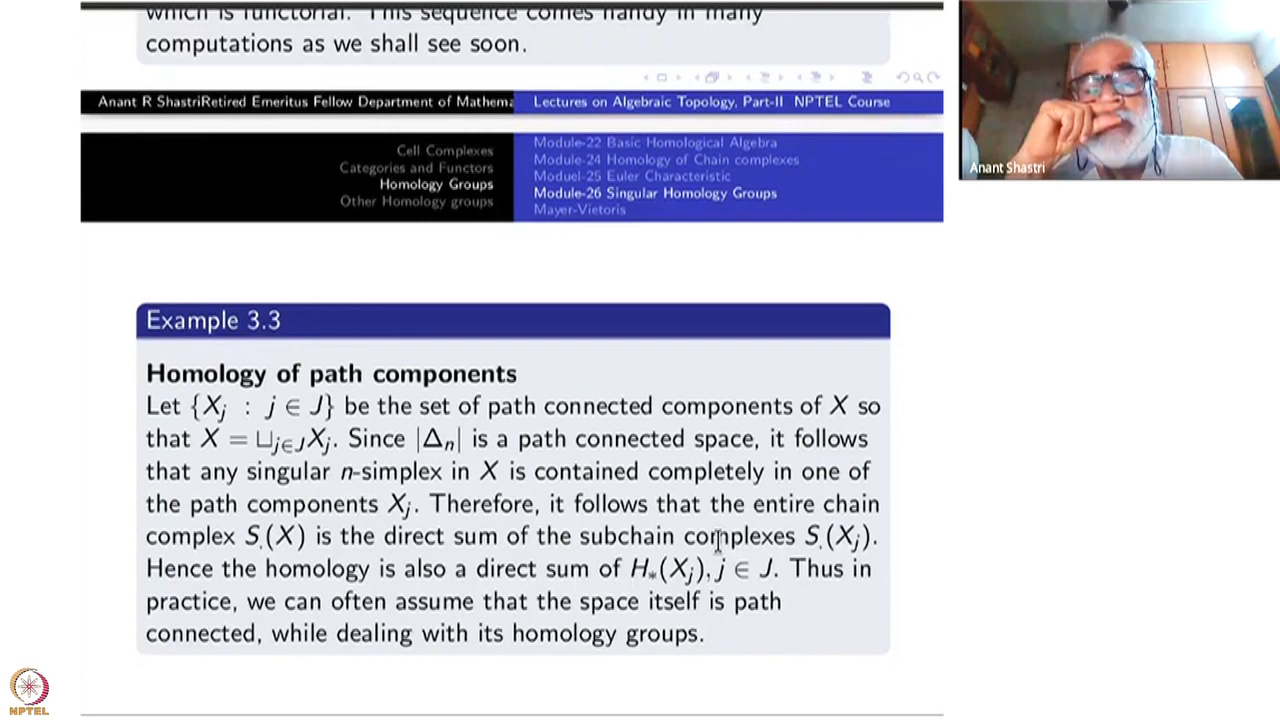 which is functorial. This sequence comes handy in many
computations as we shall see soon.
Anant R ShastriRetired Emeritus Fellow Department of Mathema
Lectures on Algebraic Topology, Part-II NPTEL Course
Cell Complexes
Categories and Functors
Homology Groups
Other Homology groups
Module-22 Basic Homological Algebra
Module-24 Homology of Chain complexes
Moduel-25 Euler Characteristic
Module-26 Singular Homology Groups
Mayer-Vietoris
Anant Shastri
Example 3.3
Homology of path components
Let {X_j : j ∈ J} be the set of path connected components of X so
that X = ⊔_{j∈J} X_j. Since |Δ_n| is a path connected space, it follows
that any singular n-simplex in X is contained completely in one of
the path components X_j. Therefore, it follows that the entire chain
complex S.(X) is the direct sum of the subchain complexes S.(X_j).
Hence the homology is also a direct sum of H_*(X_j), j ∈ J. Thus in
practice, we can often assume that the space itself is path
connected, while dealing with its homology groups.
NPTEL